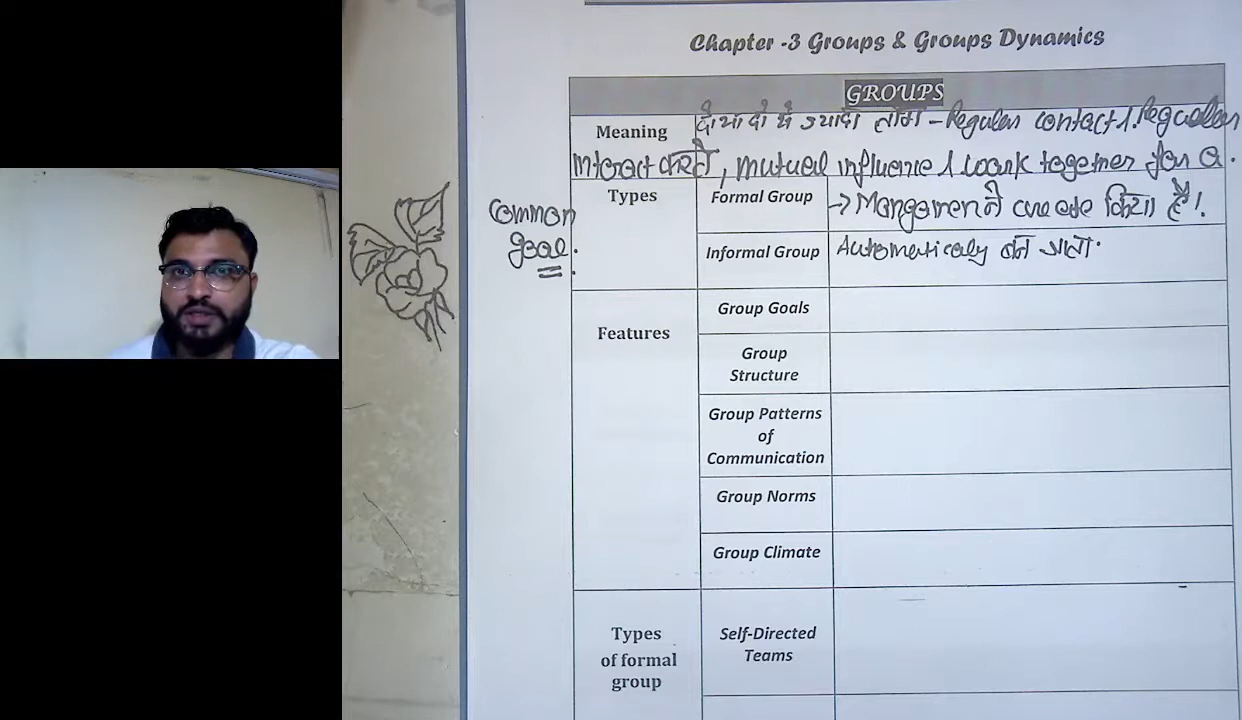 Chapter -3 Groups & Groups Dynamics
GROUPS
Meaning
दो या दो से ज्यादा लोग – Regular contact & Regular
interact करते, mutual influence & work together for a
common
goal.
Types
Formal Group
→ Mangamen ने create किया है।
Informal Group
Automaticaly बन जाता.
Features
Group Goals
Group
Structure
Group Patterns
of
Communication
Group Norms
Group Climate
Types
of formal
group
Self-Directed
Teams